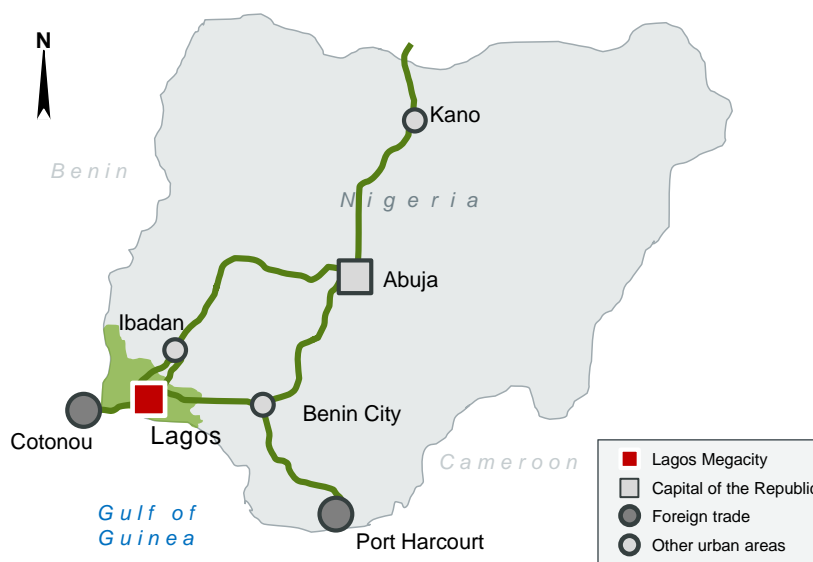 N
Kano
Benin
Nigeria
Abuja
Ibadan
Benin City
Lagos
Cotonou
Cameroon
Gulf of
Guinea
Port Harcourt
Lagos Megacity
Capital of the Republic
Foreign trade
Other urban areas